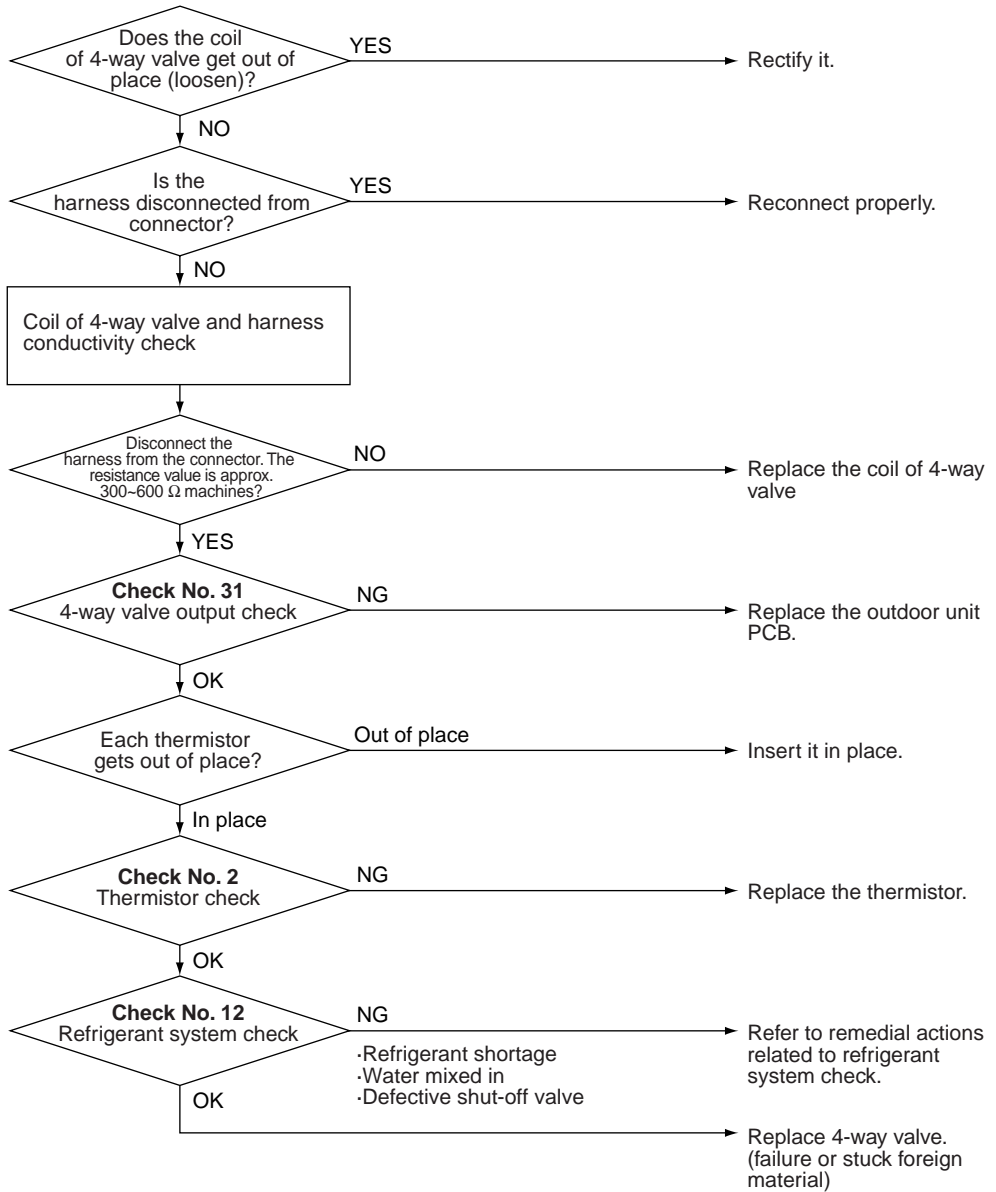 Does the coil
of 4-way valve get out of
place (loosen)?
YES
Rectify it.
NO
Is the
harness disconnected from
connector?
YES
Reconnect properly.
NO
Coil of 4-way valve and harness
conductivity check
Disconnect the
harness from the connector. The
resistance value is approx.
300~600 Ω machines?
NO
Replace the coil of 4-way
valve
YES
Check No. 31
4-way valve output check
NG
Replace the outdoor unit
PCB.
OK
Each thermistor
gets out of place?
Out of place
Insert it in place.
In place
Check No. 2
Thermistor check
NG
Replace the thermistor.
OK
Check No. 12
Refrigerant system check
NG
·Refrigerant shortage
·Water mixed in
·Defective shut-off valve
Refer to remedial actions
related to refrigerant
system check.
OK
Replace 4-way valve.
(failure or stuck foreign
material)